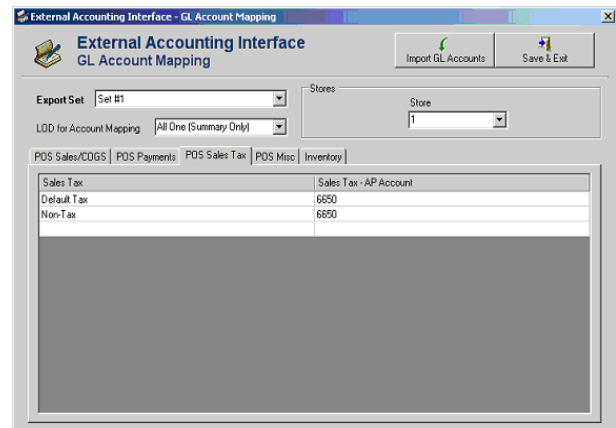 External Accounting Interface - GL Account Mapping
External Accounting Interface
GL Account Mapping
Import GL Accounts
Save & Exit
Export Set Set #1
LOD for Account Mapping All One (Summary Only)
Stores
Store
1
POS Sales/COGS POS Payments POS Sales Tax POS Misc Inventory
Sales Tax Sales Tax - AP Account
Default Tax 6650
Non-Tax 6650